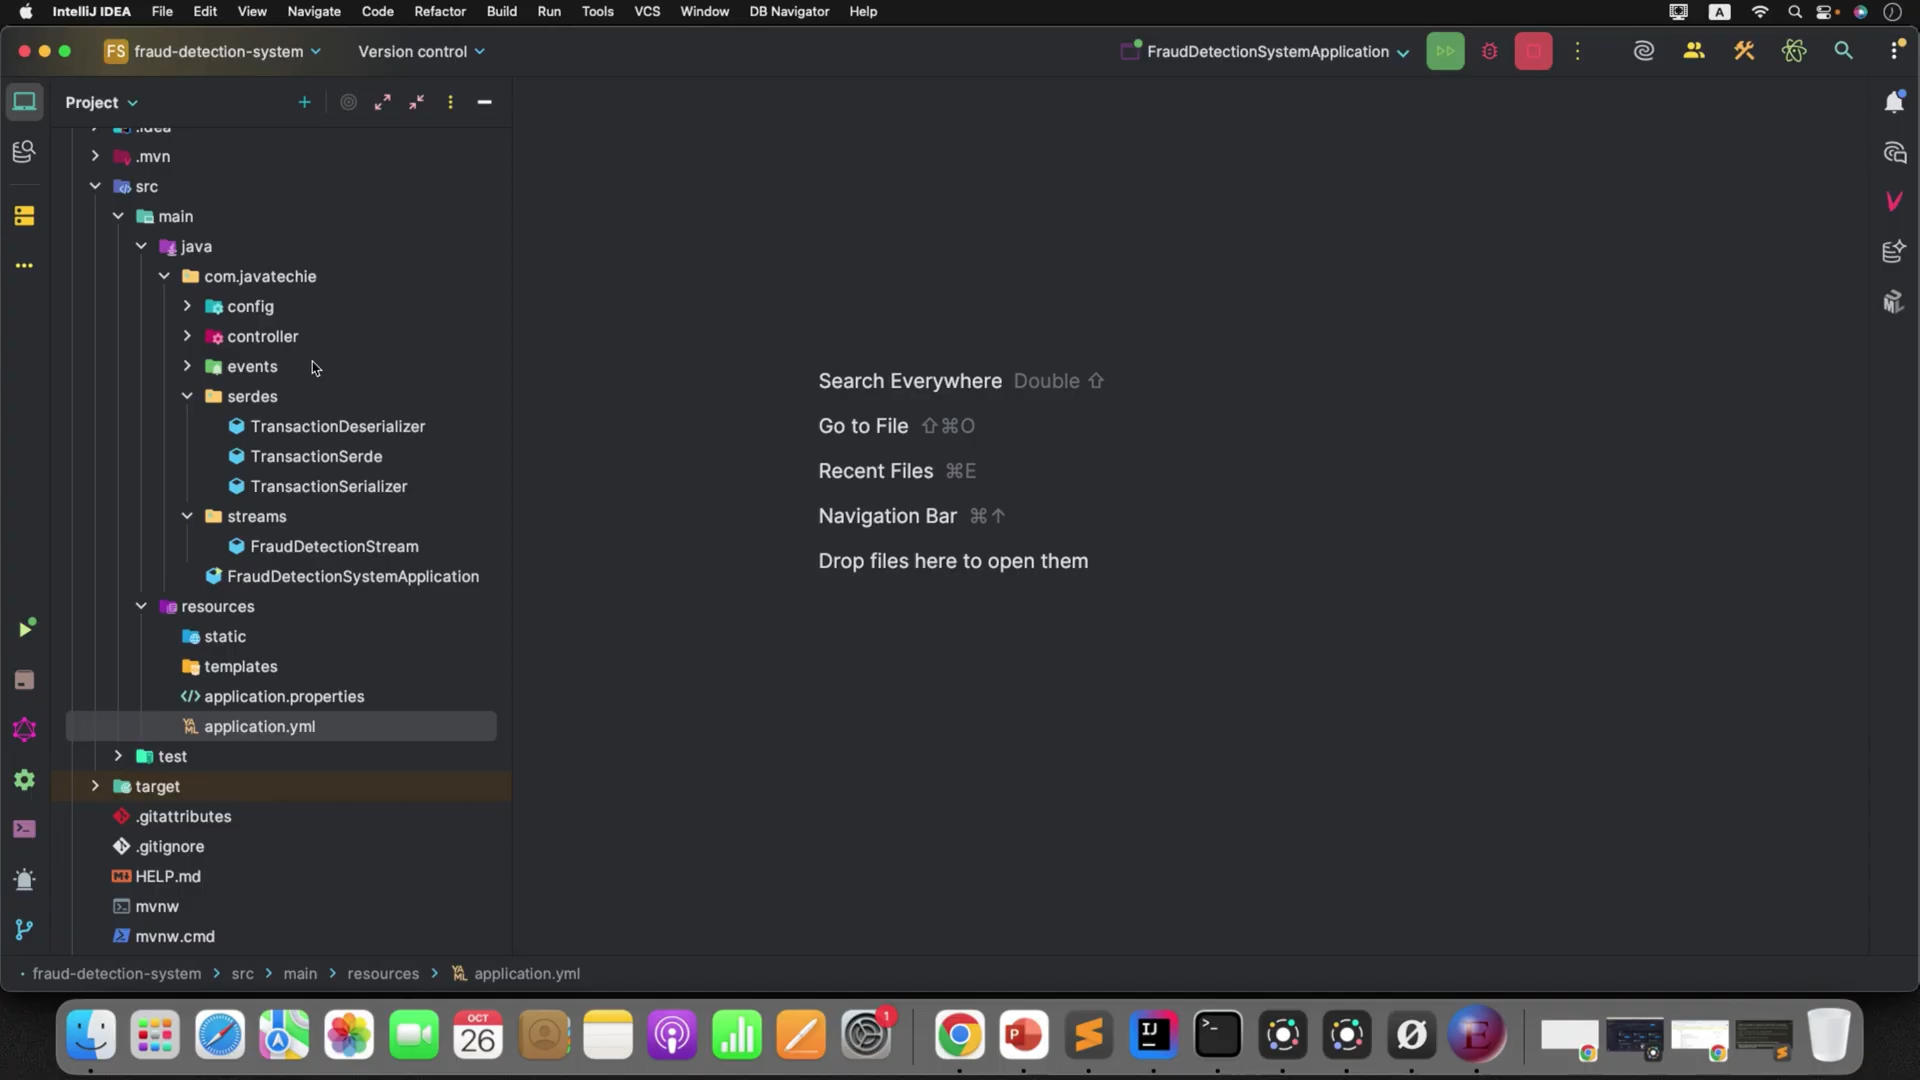 IntelliJ IDEA File Edit View Navigate Code Refactor Build Run Tools VCS Window DB Navigator Help A
FS fraud-detection-system Version control FraudDetectionSystemApplication
Project
.idea
.mvn
src
main
java
com.javatechie
config
controller
events
serdes
TransactionDeserializer
TransactionSerde
TransactionSerializer
streams
FraudDetectionStream
FraudDetectionSystemApplication
resources
static
templates
application.properties
application.yml
test
target
.gitattributes
.gitignore
HELP.md
mvnw
mvnw.cmd
Search Everywhere Double ⇧
Go to File ⇧⌘O
Recent Files ⌘E
Navigation Bar ⌘↑
Drop files here to open them
fraud-detection-system > src > main > resources > application.yml
OCT
26
1
P
IJ
E